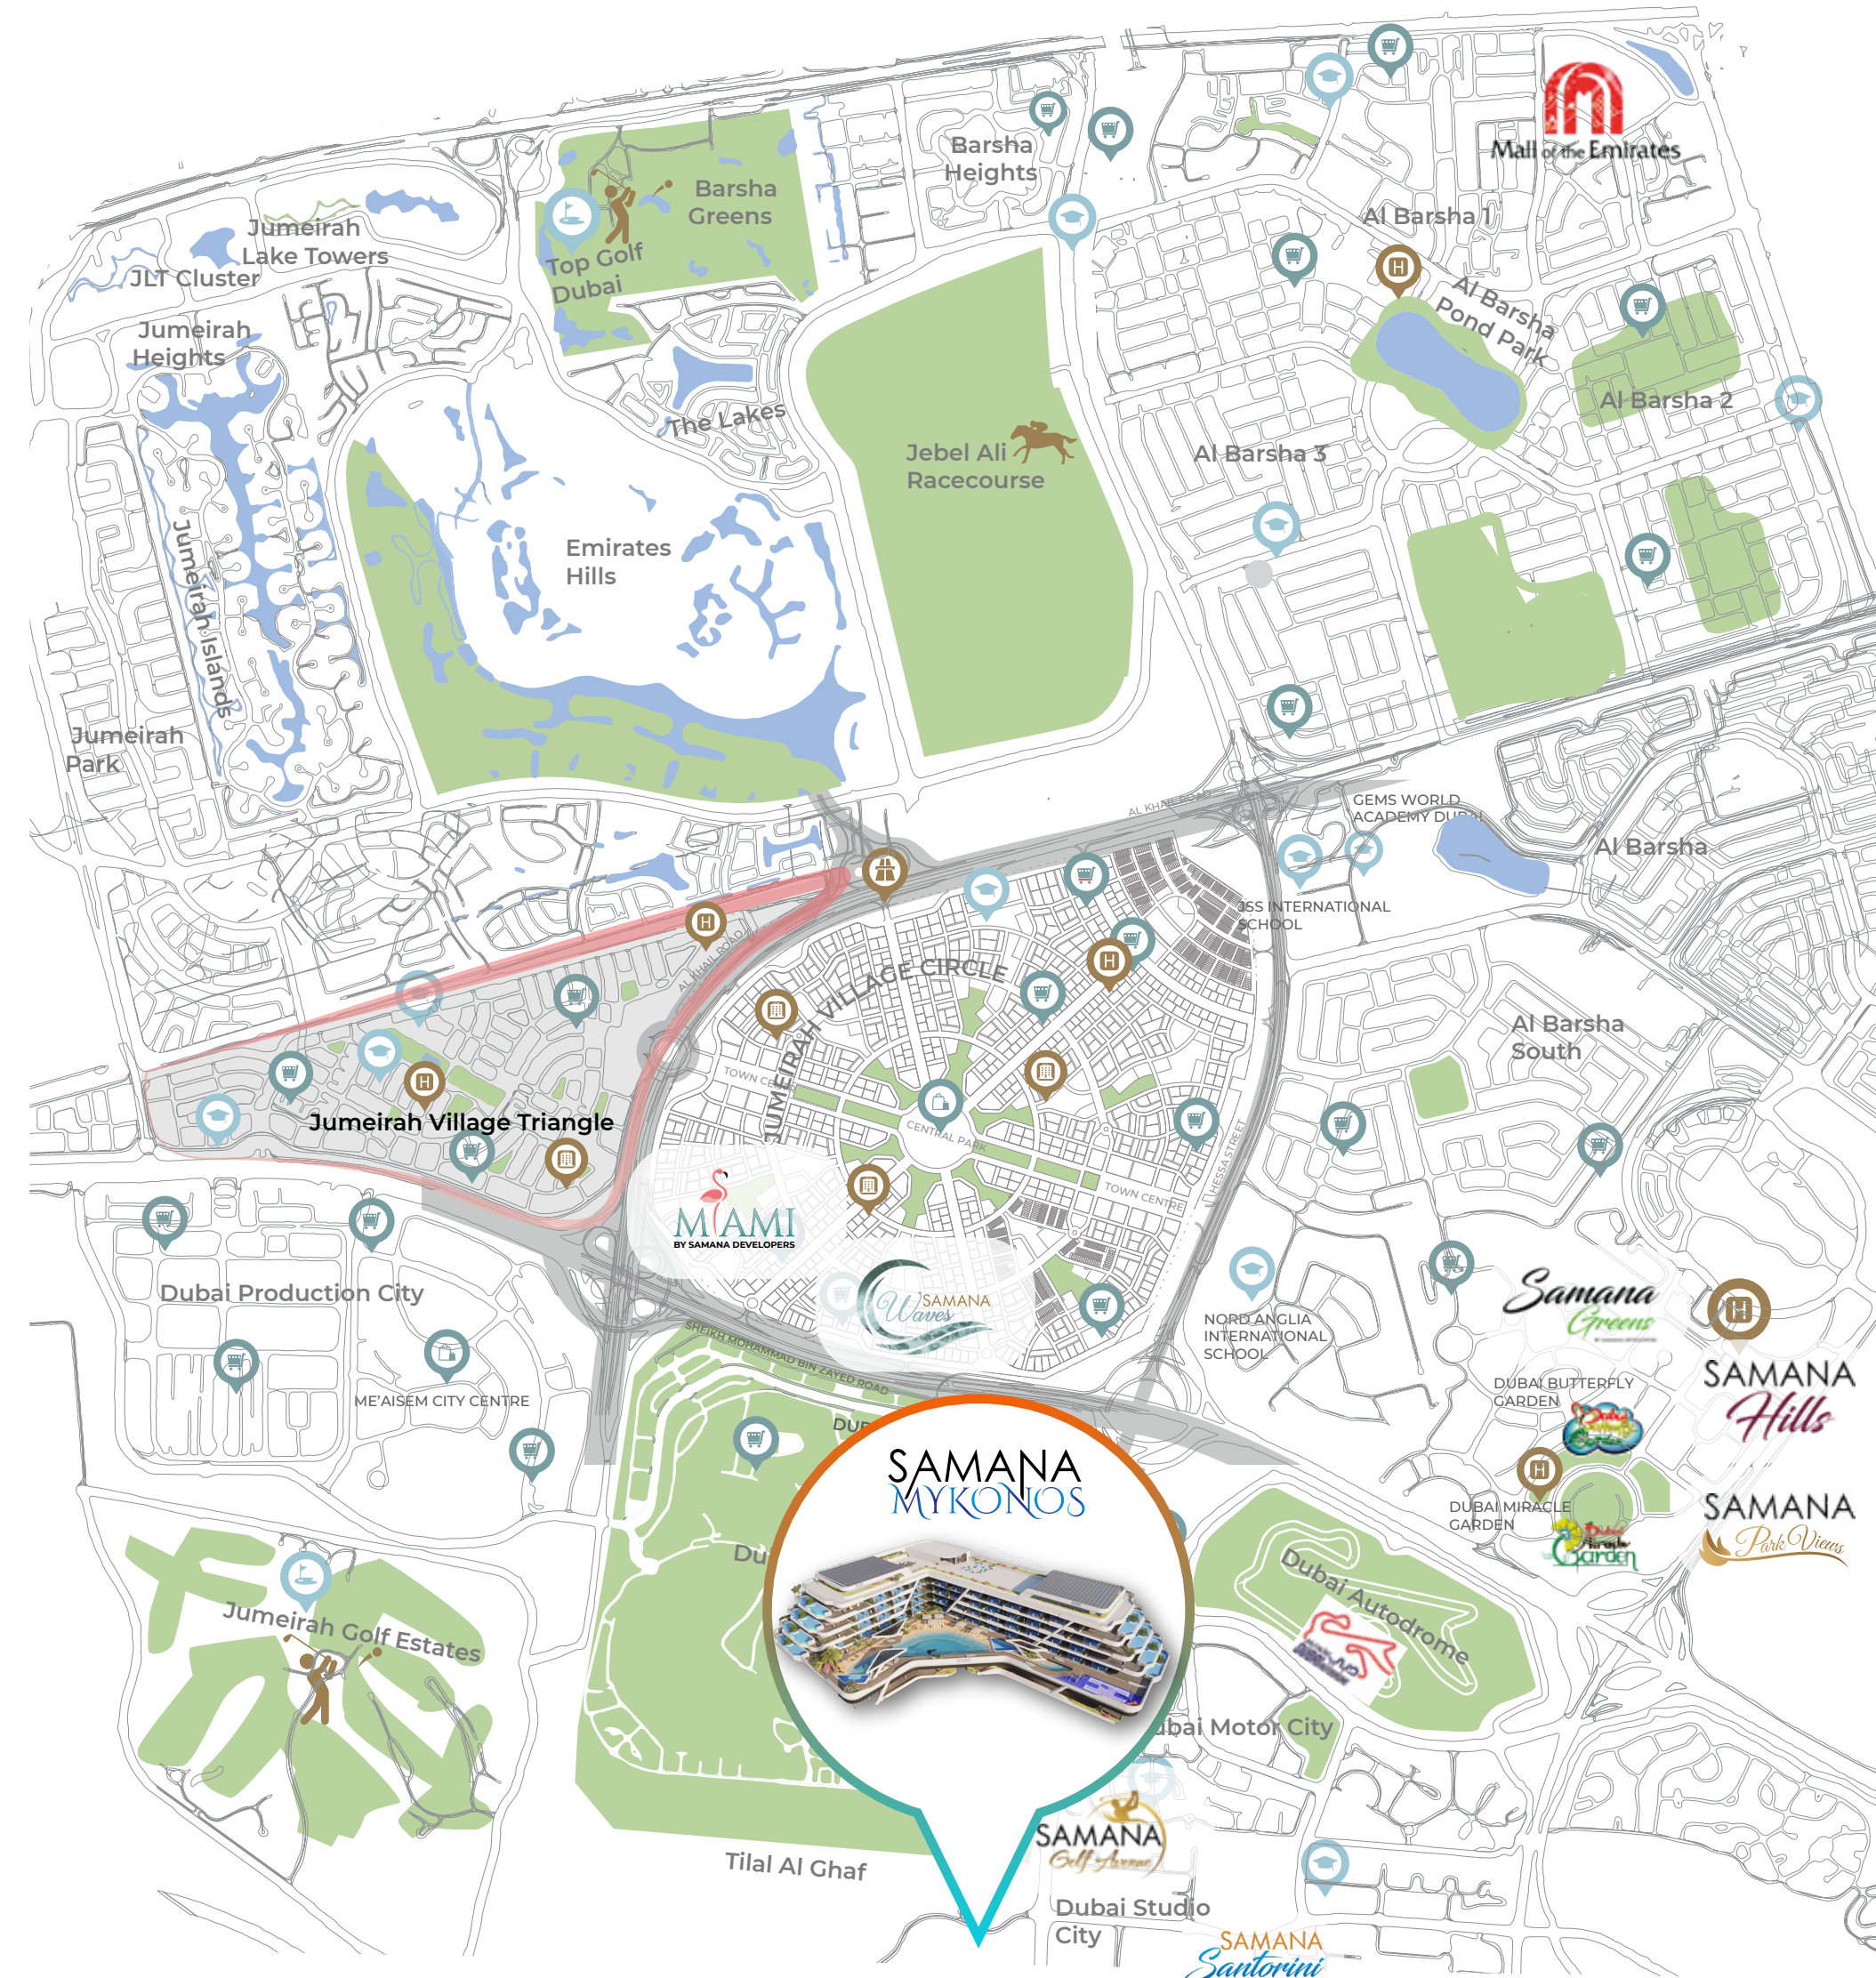 Mall of the Emirates
Barsha
Heights
Barsha
Greens
Al Barsha 1
Jumeirah
Lake Towers
JLT Cluster
Top Golf
Dubai
Al Barsha
Pond Park
Jumeirah
Heights
The Lakes
Al Barsha 2
Jebel Ali
Racecourse
Al Barsha 3
Emirates
Hills
Jumeirah Islands
Jumeirah
Park
AL KHAIL ROAD
GEMS WORLD
ACADEMY DUBAI
Al Barsha
JSS INTERNATIONAL
SCHOOL
AL KHAIL ROAD
JUMEIRAH VILLAGE CIRCLE
Al Barsha
South
TOWN CE
Jumeirah Village Triangle
CENTRAL PARK
HESSA STREET
TOWN CENTRE
MIAMI
BY SAMANA DEVELOPERS
Dubai Production City
SAMANA
Waves
Samana
Greens
NORD ANGLIA
INTERNATIONAL
SCHOOL
SHEIKH MOHAMMAD BIN ZAYED ROAD
SAMANA
Hills
ME'AISEM CITY CENTRE
DUBAI BUTTERFLY
GARDEN
DU
SAMANA
MYKONOS
DUBAI MIRACLE
GARDEN
Dubai
Miracle
Garden
SAMANA
Park Views
Du
Dubai Autodrome
Jumeirah Golf Estates
ubai Motor City
SAMANA
Golf Avenue
Tilal Al Ghaf
Dubai Studio
City
SAMANA
Santorini